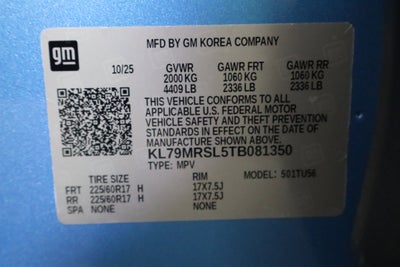 gm
MFD BY GM KOREA COMPANY
10/25 GVWR GAWR FRT GAWR RR
2000 KG 1060 KG 1060 KG
4409 LB 2336 LB 2336 LB
THIS VEHICLE CONFORMS TO ALL
APPLICABLE U.S. FEDERAL MOTOR
VEHICLE SAFETY AND THEFT PREVENTION
STANDARDS IN EFFECT ON THE DATE OF
MANUFACTURE SHOWN ABOVE.
KL79MRSL5TB081350
TYPE: MPV MODEL: 501TU56
TIRE SIZE RIM
FRT 225/60R17 H 17X7.5J
RR 225/60R17 H 17X7.5J
SPA NONE NONE